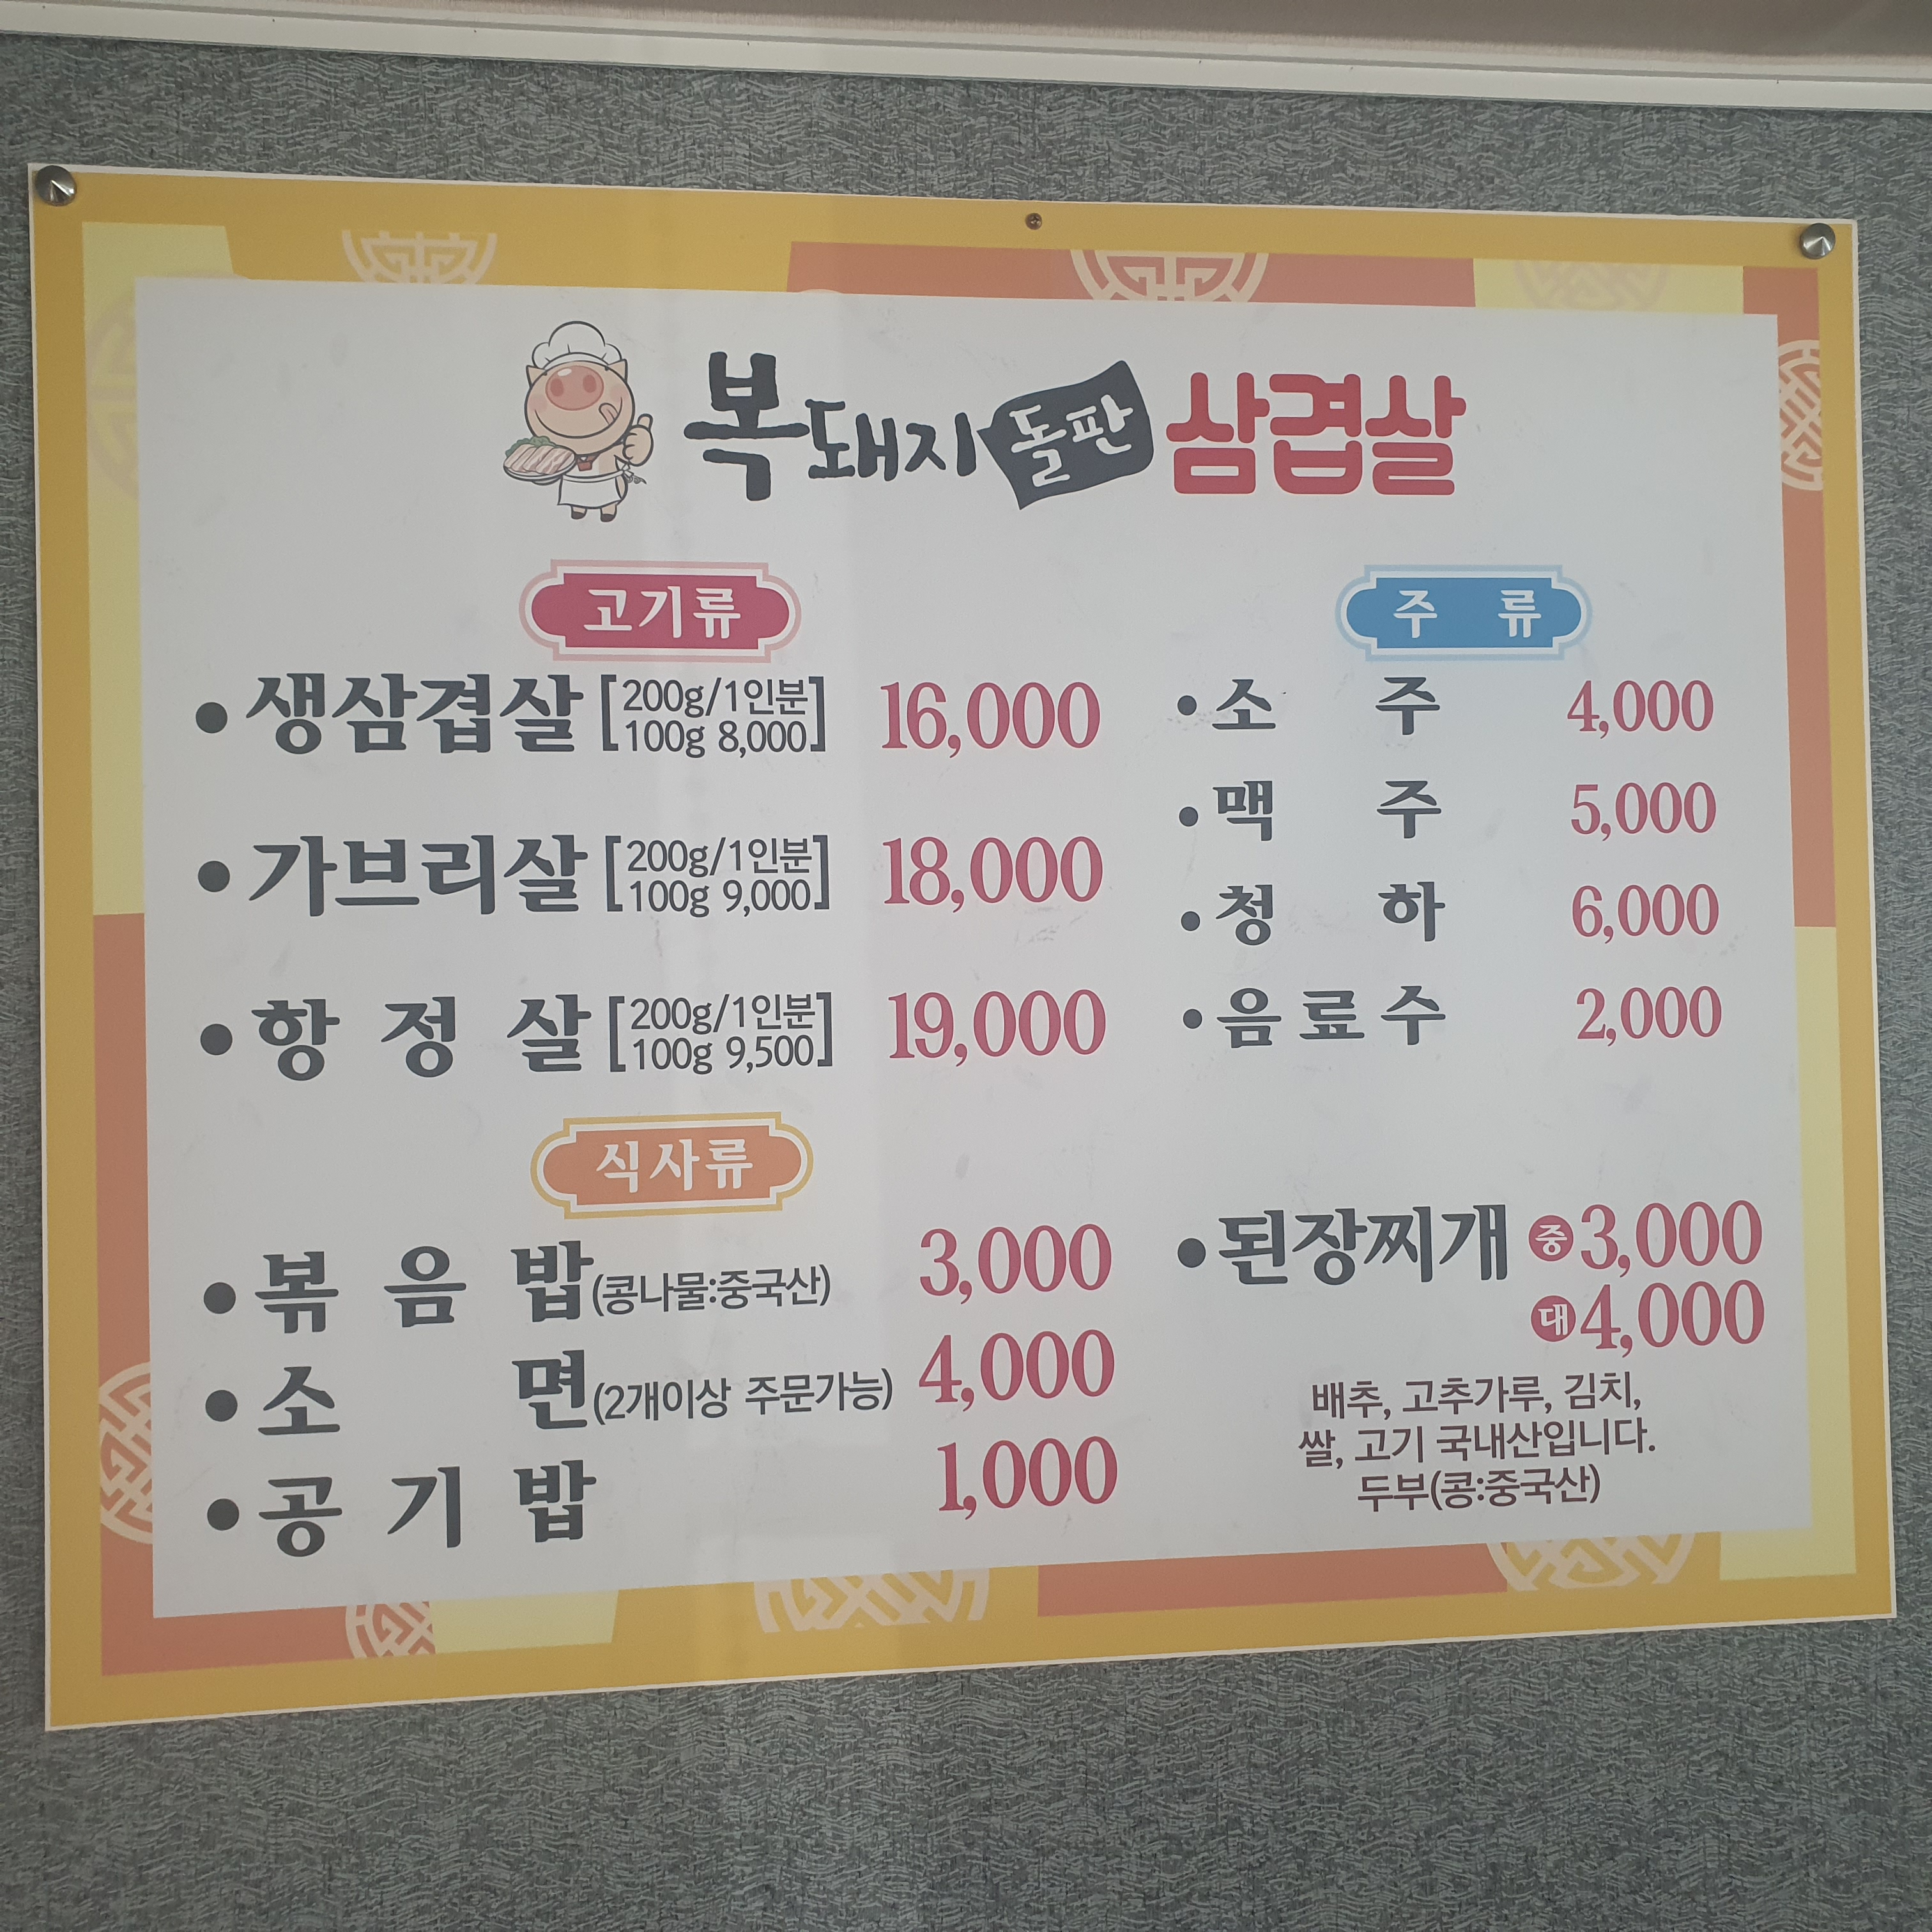 복돼지돌판 삼겹살
고기류
• 생삼겹살 [200g/1인분 100g 8,000] 16,000
• 가브리살 [200g/1인분 100g 9,000] 18,000
• 항 정 살 [200g/1인분 100g 9,500] 19,000
주 류
• 소 주 4,000
• 맥 주 5,000
• 청 하 6,000
• 음료수 2,000
식사류
• 볶 음 밥(콩나물:중국산) 3,000
• 소 면(2개이상 주문가능) 4,000
• 공 기 밥 1,000
• 된장찌개 중 3,000
대 4,000
배추, 고추가루, 김치,
쌀, 고기 국내산입니다.
두부(콩:중국산)